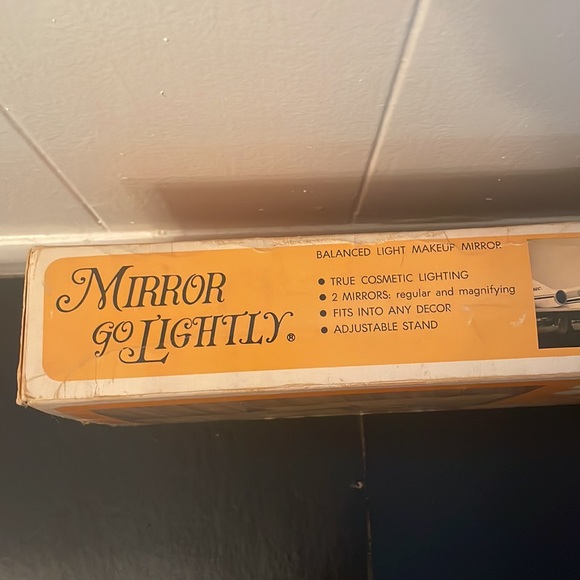 MIRROR
GO LIGHTLY®
BALANCED LIGHT MAKEUP MIRROR.
• TRUE COSMETIC LIGHTING
• 2 MIRRORS: regular and magnifying
• FITS INTO ANY DECOR
• ADJUSTABLE STAND